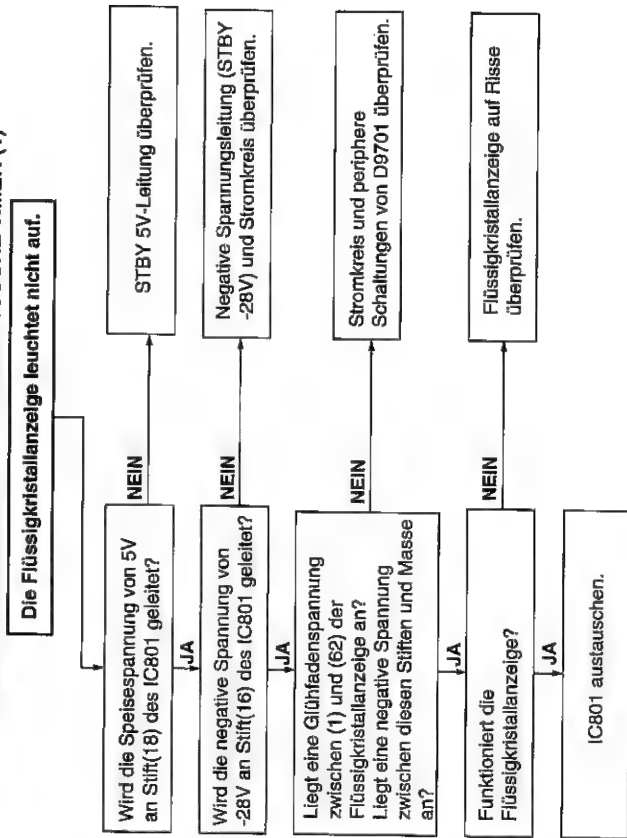 Die Flüssigkristallanzeige leuchtet nicht auf.
Wird die Speisespannung von 5V
an Stift(18) des IC801 geleitet?
NEIN
STBY 5V-Leitung überprüfen.
JA
Wird die negative Spannung von
-28V an Stift(16) des IC801 geleitet?
NEIN
Negative Spannungsleitung (STBY
-28V) und Stromkreis überprüfen.
JA
Liegt eine Glühfadenspannung
zwischen (1) und (62) der
Flüssigkristallanzeige an?
Liegt eine negative Spannung
zwischen diesen Stiften und Masse
an?
NEIN
Stromkreis und periphere
Schaltungen von D9701 überprüfen.
JA
Funktioniert die
Flüssigkristallanzeige?
NEIN
Flüssigkristallanzeige auf Risse
überprüfen.
JA
IC801 austauschen.